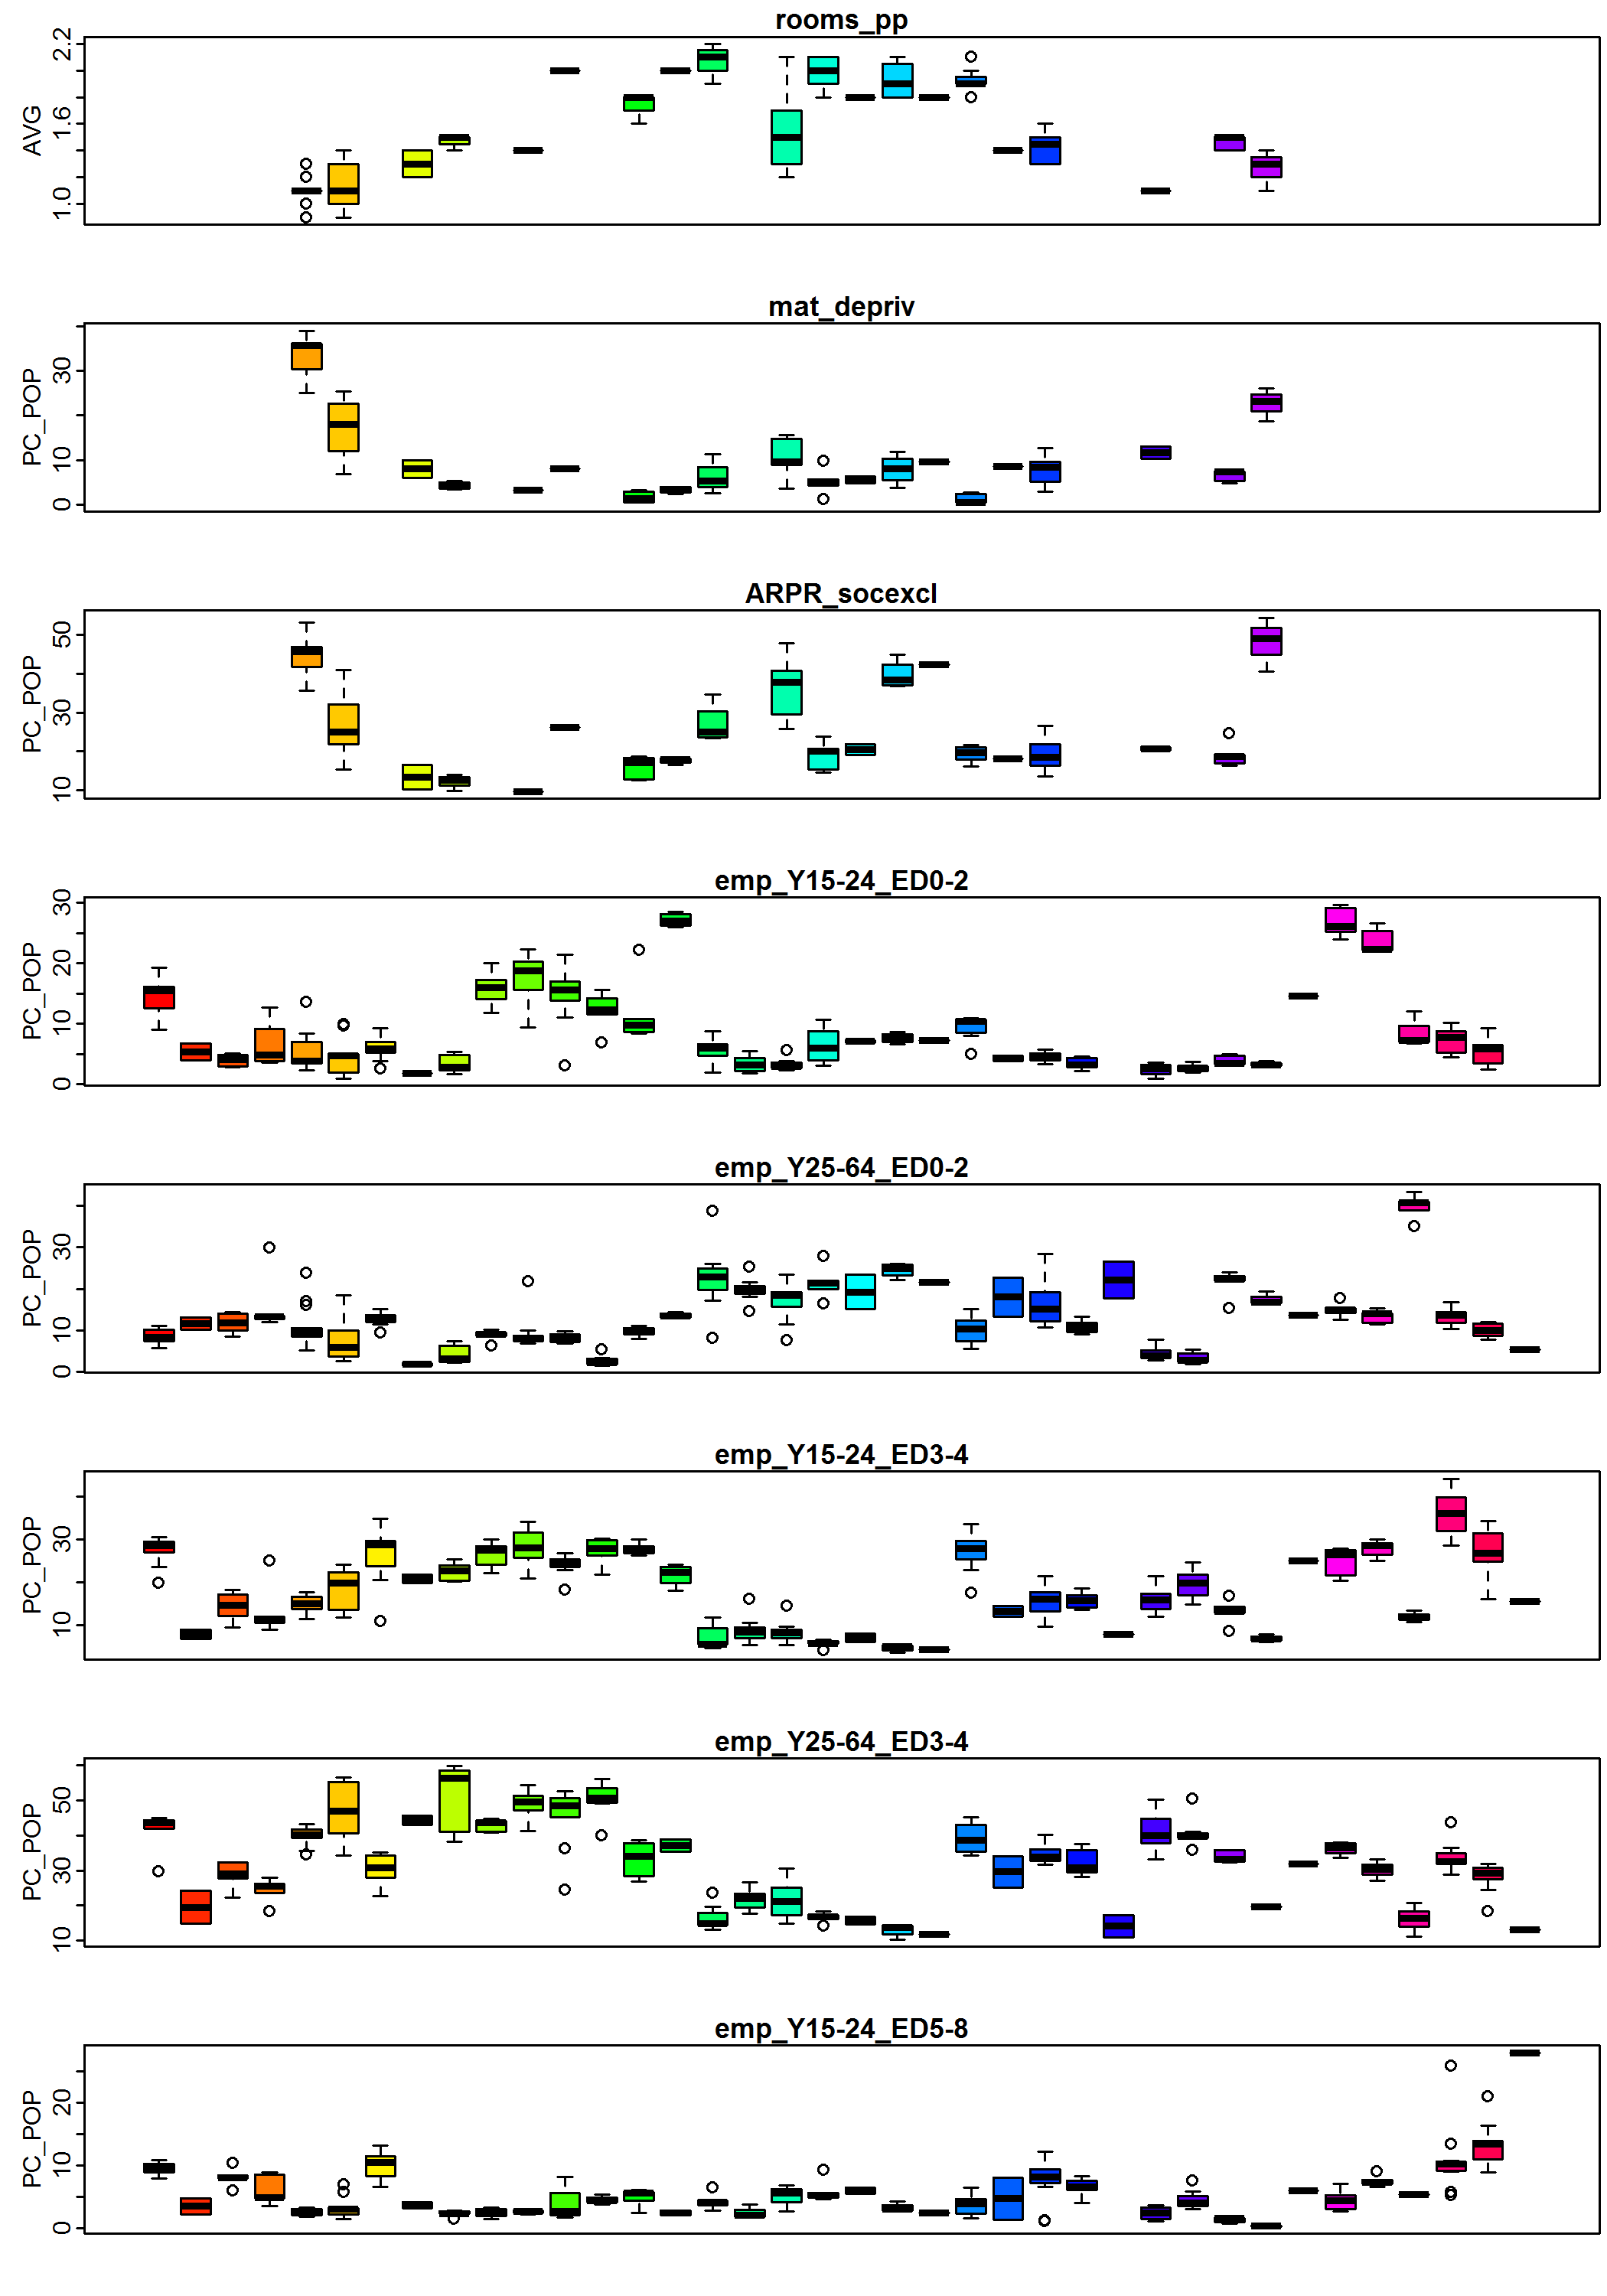 rooms_pp
AVG
1.0 1.6 2.2
mat_depriv
PC_POP
0 10 30
ARPR_socexcl
PC_POP
10 30 50
emp_Y15-24_ED0-2
PC_POP
0 10 20 30
emp_Y25-64_ED0-2
PC_POP
0 10 30
emp_Y15-24_ED3-4
PC_POP
10 30
emp_Y25-64_ED3-4
PC_POP
10 30 50
emp_Y15-24_ED5-8
PC_POP
0 10 20